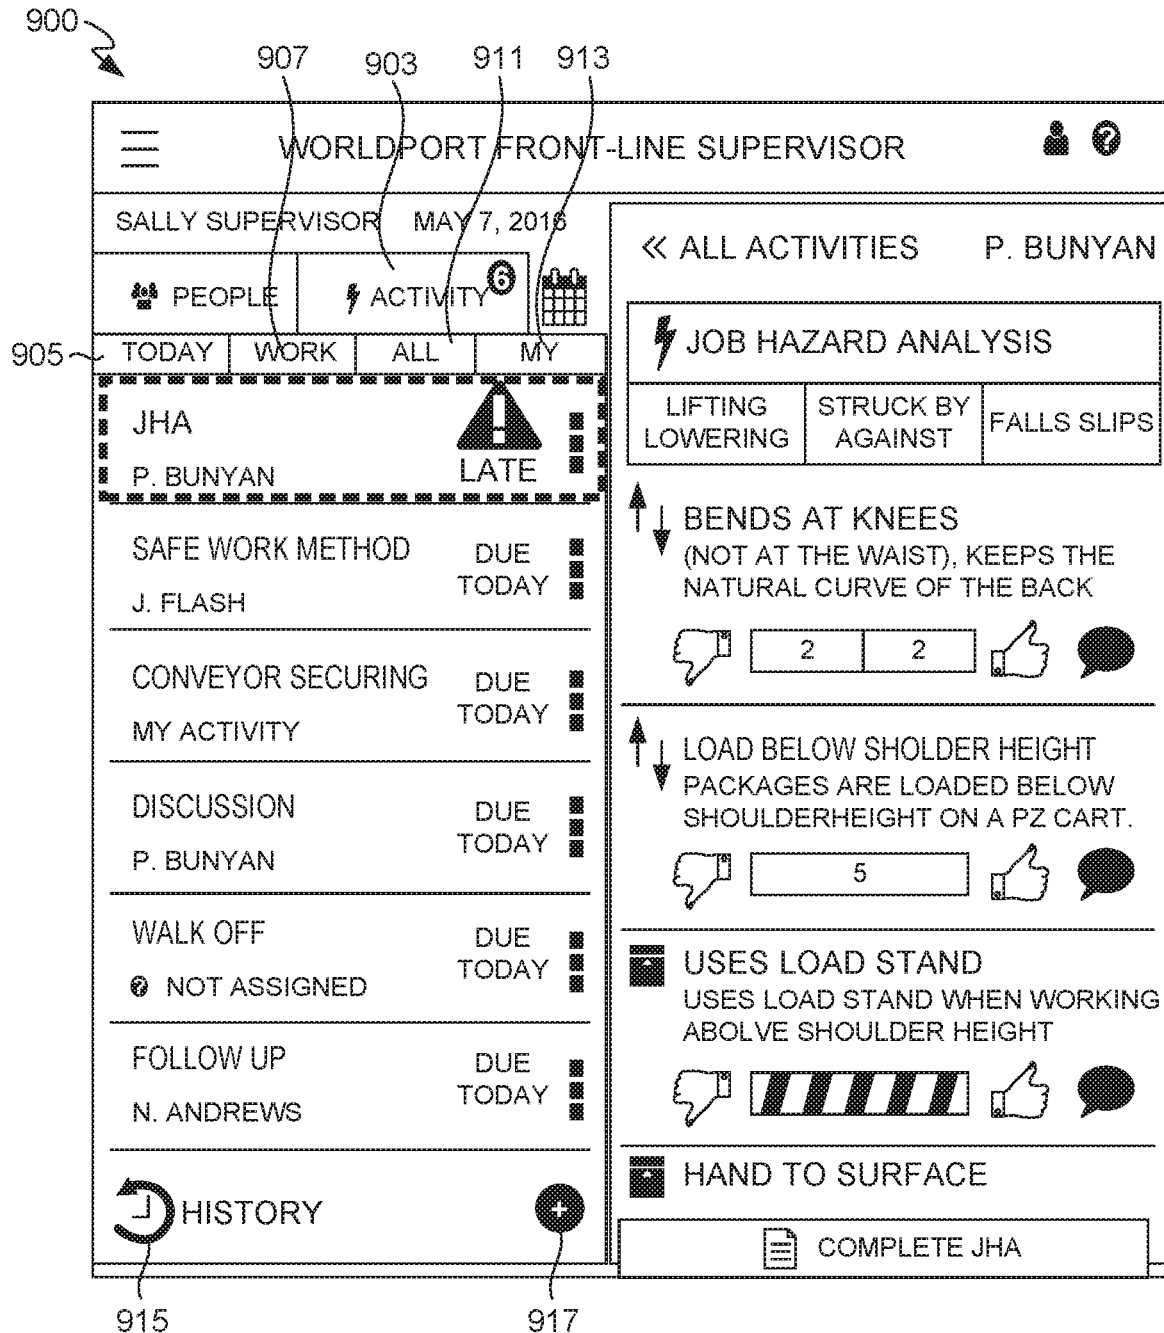 900
907
903
911
913
WORLDPORT FRONT-LINE SUPERVISOR
?
SALLY SUPERVISOR MAY 7, 2016
PEOPLE
ACTIVITY
6
905
TODAY
WORK
ALL
MY
JHA
P. BUNYAN
LATE
SAFE WORK METHOD
J. FLASH
DUE
TODAY
CONVEYOR SECURING
MY ACTIVITY
DUE
TODAY
DISCUSSION
P. BUNYAN
DUE
TODAY
WALK OFF
? NOT ASSIGNED
DUE
TODAY
FOLLOW UP
N. ANDREWS
DUE
TODAY
HISTORY
+
915
917
<< ALL ACTIVITIES P. BUNYAN
JOB HAZARD ANALYSIS
LIFTING
LOWERING
STRUCK BY
AGAINST
FALLS SLIPS
BENDS AT KNEES
(NOT AT THE WAIST), KEEPS THE
NATURAL CURVE OF THE BACK
2 2
LOAD BELOW SHOLDER HEIGHT
PACKAGES ARE LOADED BELOW
SHOULDERHEIGHT ON A PZ CART.
5
USES LOAD STAND
USES LOAD STAND WHEN WORKING
ABOLVE SHOULDER HEIGHT
HAND TO SURFACE
COMPLETE JHA